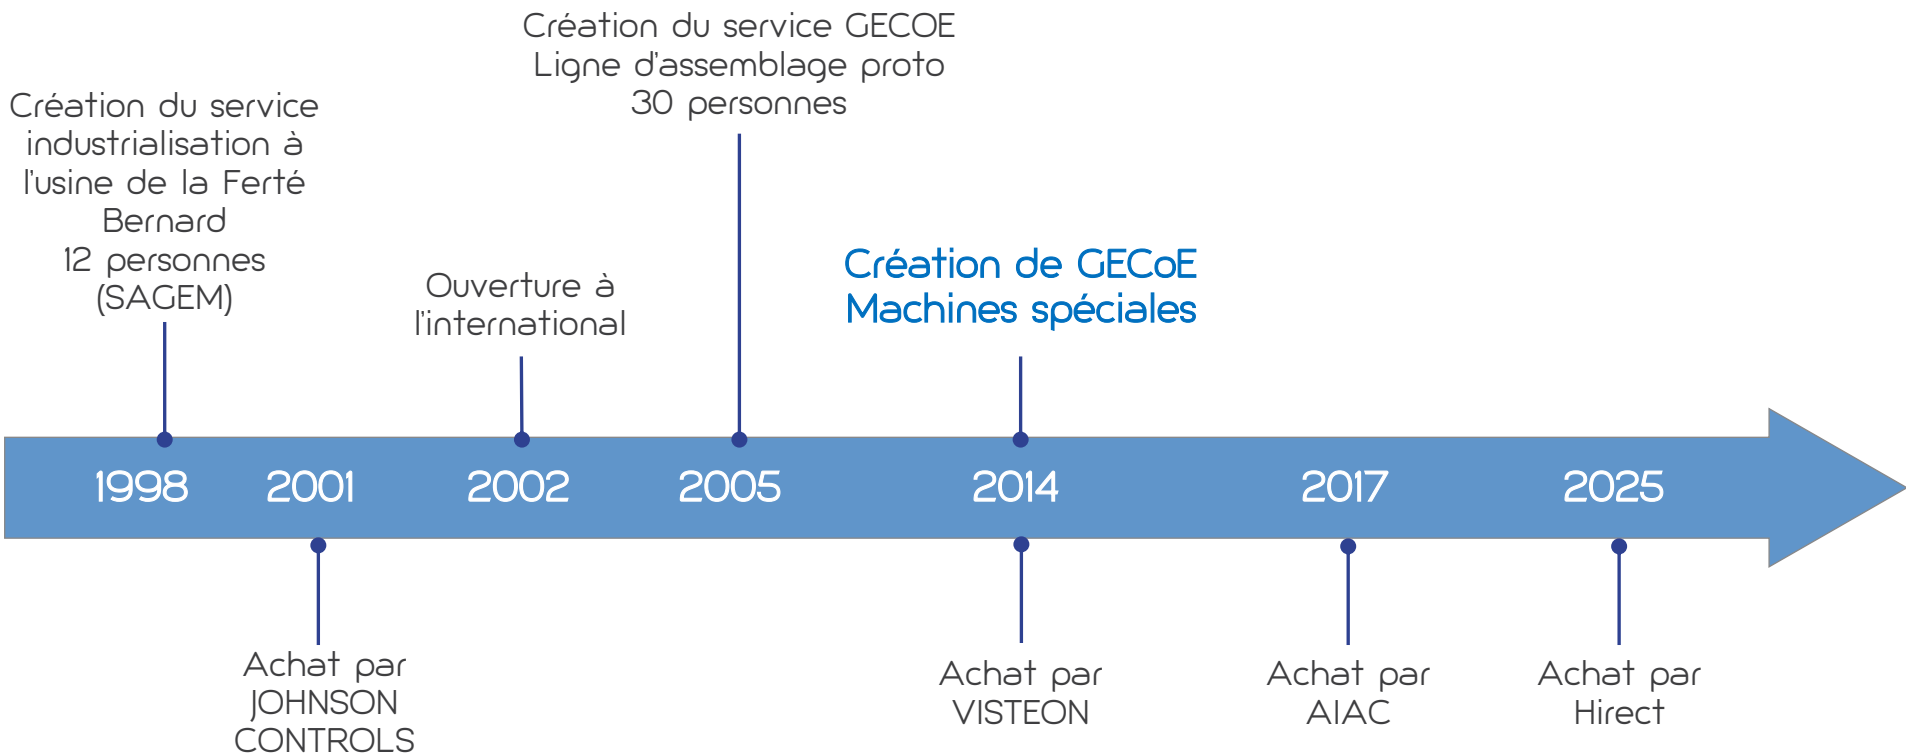 Création du service GECOE
Ligne d'assemblage proto
30 personnes
Création du service
industrialisation à
l'usine de la Ferté
Bernard
12 personnes
(SAGEM)
Ouverture à
l'international
Création de GECoE
Machines spéciales
1998
2001
2002
2005
2014
2017
2025
Achat par
JOHNSON
CONTROLS
Achat par
VISTEON
Achat par
AIAC
Achat par
Hirect